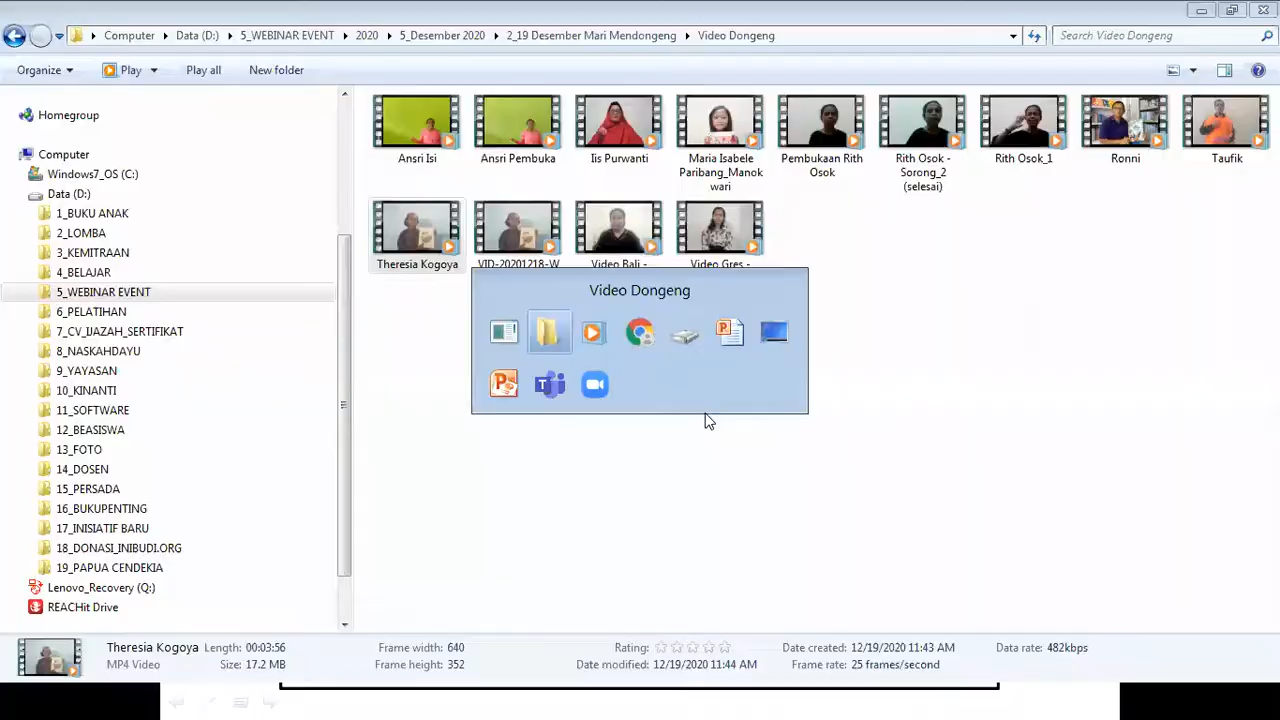 Computer ▸ Data (D:) ▸ 5_WEBINAR EVENT ▸ 2020 ▸ 5_Desember 2020 ▸ 2_19 Desember Mari Mendongeng ▸ Video Dongeng
Search Video Dongeng
Organize Play Play all New folder
Homegroup
Computer
Windows7_OS (C:)
Data (D:)
1_BUKU ANAK
2_LOMBA
3_KEMITRAAN
4_BELAJAR
5_WEBINAR EVENT
6_PELATIHAN
7_CV_IJAZAH_SERTIFIKAT
8_NASKAHDAYU
9_YAYASAN
10_KINANTI
11_SOFTWARE
12_BEASISWA
13_FOTO
14_DOSEN
15_PERSADA
16_BUKUPENTING
17_INISIATIF BARU
18_DONASI_INIBUDI.ORG
19_PAPUA CENDEKIA
Lenovo_Recovery (Q:)
REACHit Drive
Ansri Isi
Ansri Pembuka
Iis Purwanti
Maria Isabele
Paribang_Manok
wari
Pembukaan Rith
Osok
Rith Osok -
Sorong_2
(selesai)
Rith Osok_1
Ronni
Taufik
Theresia Kogoya
VID-20201218-W
Video Bali -
Video Gres -
Video Dongeng
Theresia Kogoya Length: 00:03:56 Frame width: 640 Rating: Date created: 12/19/2020 11:43 AM Data rate: 482kbps
MP4 Video Size: 17.2 MB Frame height: 352 Date modified: 12/19/2020 11:44 AM Frame rate: 25 frames/second